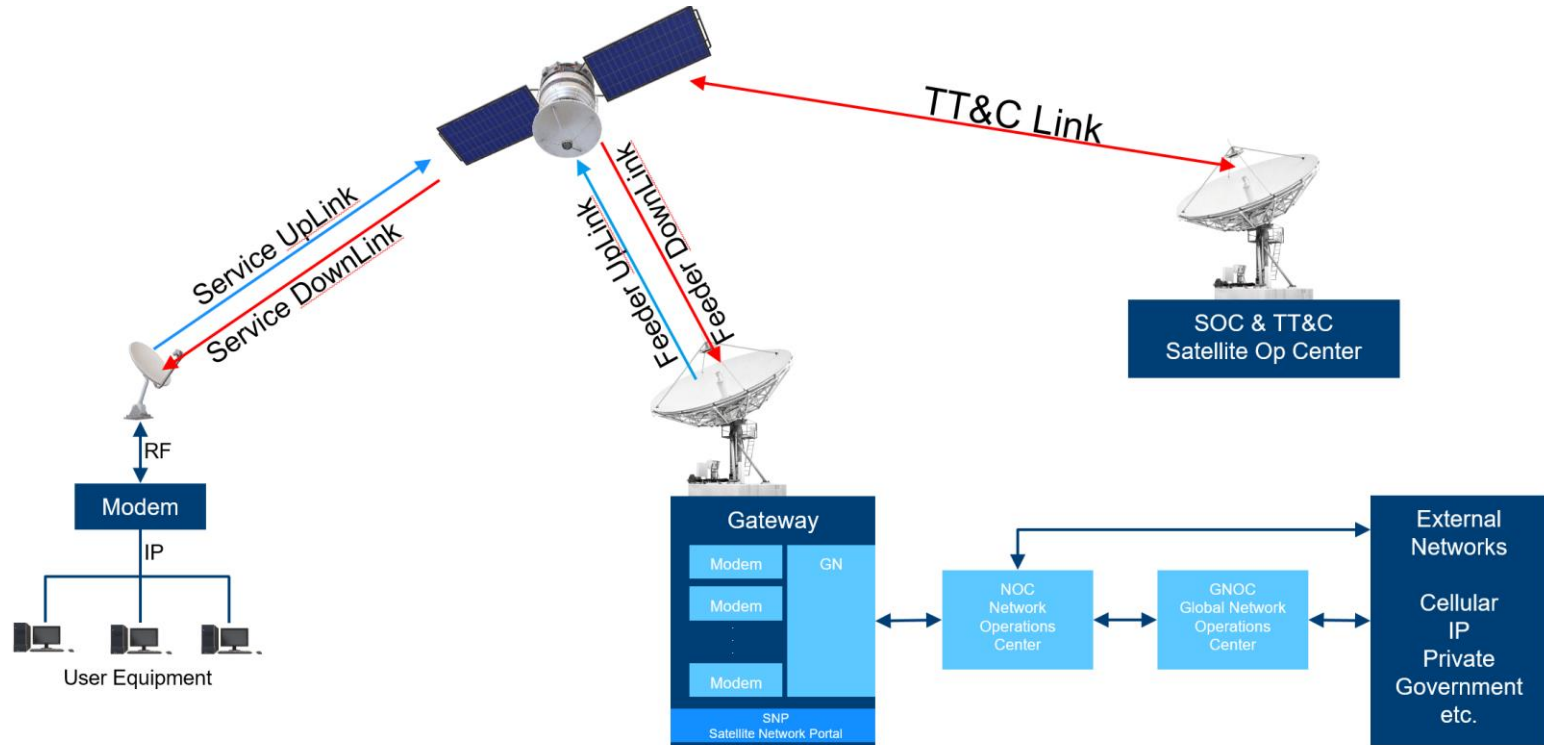 TT&C Link
Service UpLink
Service DownLink
Feeder UpLink
Feeder DownLink
SOC & TT&C
Satellite Op Center
RF
Modem
IP
User Equipment
Gateway
Modem
GN
Modem
.
.
.
Modem
SNP
Satellite Network Portal
NOC
Network
Operations
Center
GNOC
Global Network
Operations
Center
External
Networks
Cellular
IP
Private
Government
etc.